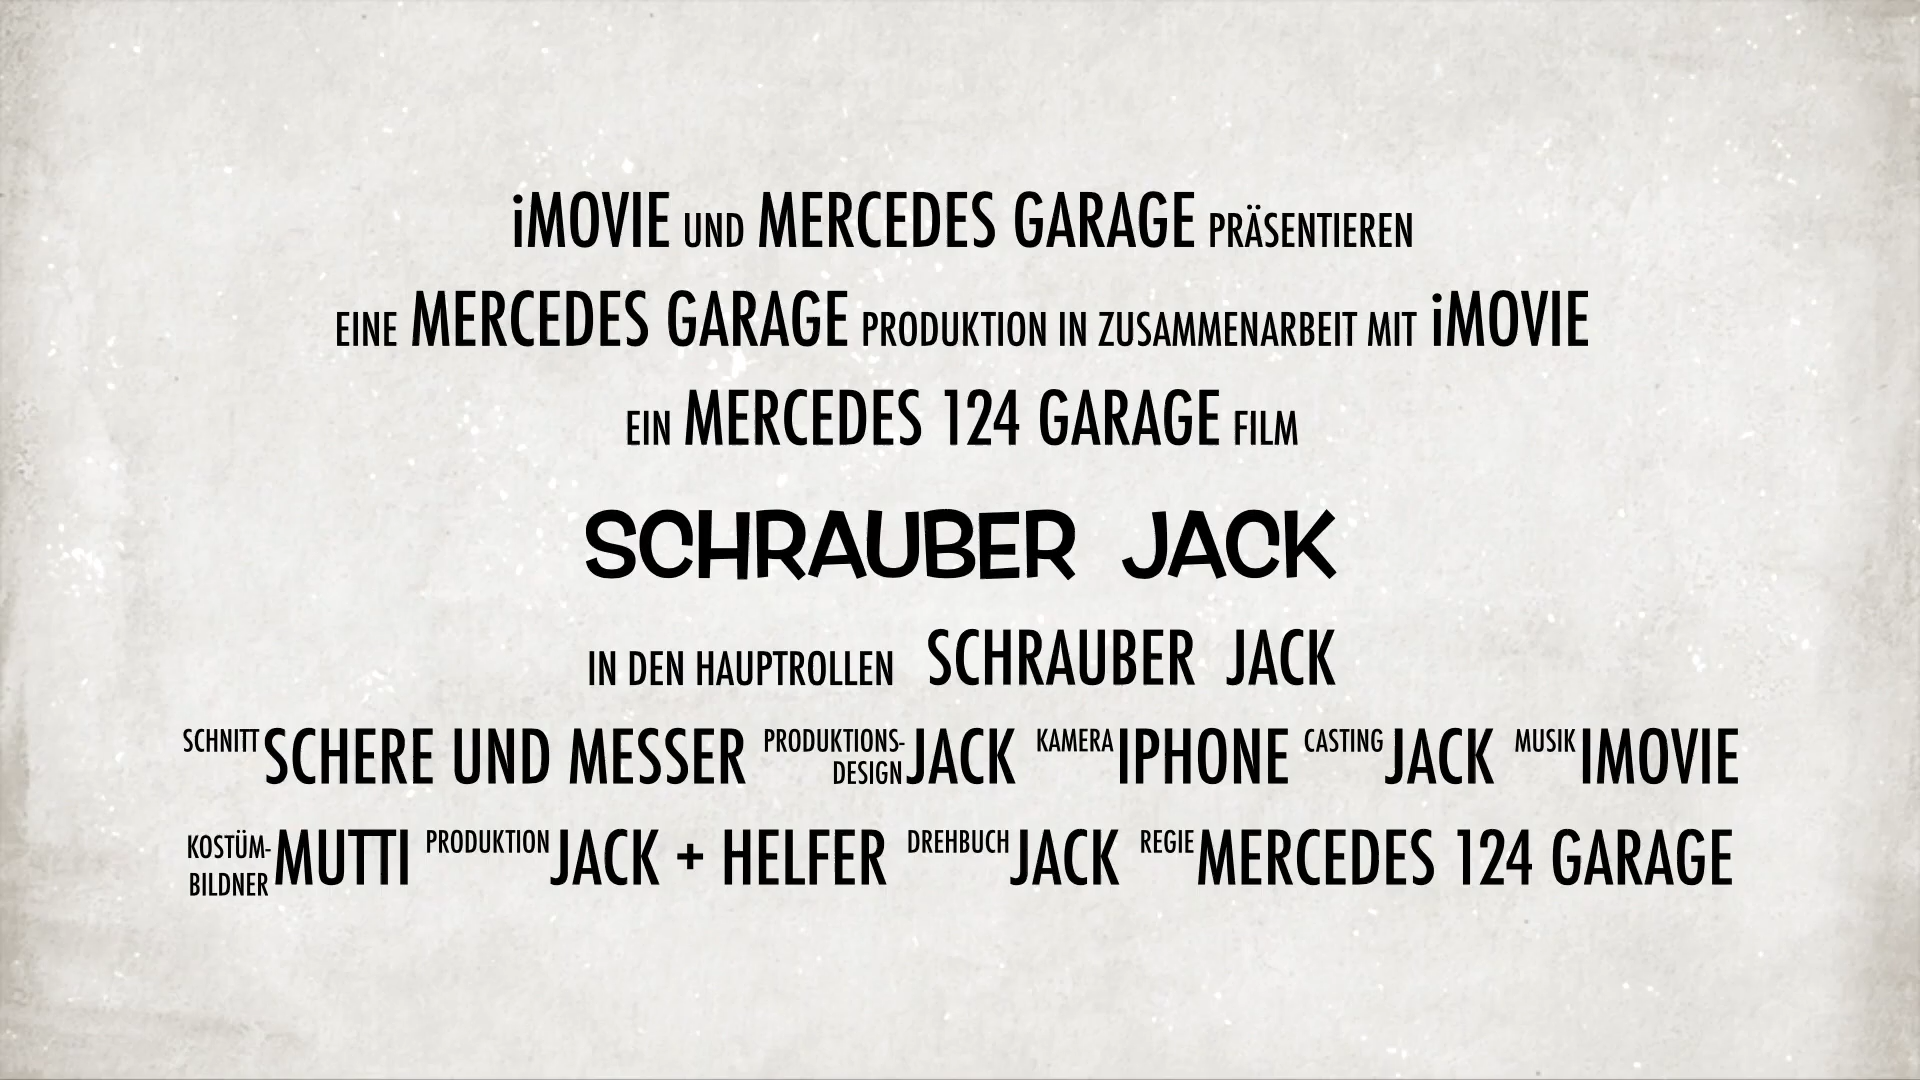 iMOVIE UND MERCEDES GARAGE PRÄSENTIEREN
EINE MERCEDES GARAGE PRODUKTION IN ZUSAMMENARBEIT MIT iMOVIE
EIN MERCEDES 124 GARAGE FILM
SCHRAUBER JACK
IN DEN HAUPTROLLEN SCHRAUBER JACK
SCHNITT SCHERE UND MESSER PRODUKTIONS-DESIGN JACK KAMERA IPHONE CASTING JACK MUSIK IMOVIE
KOSTÜM-BILDNER MUTTI PRODUKTION JACK + HELFER DREHBUCH JACK REGIE MERCEDES 124 GARAGE